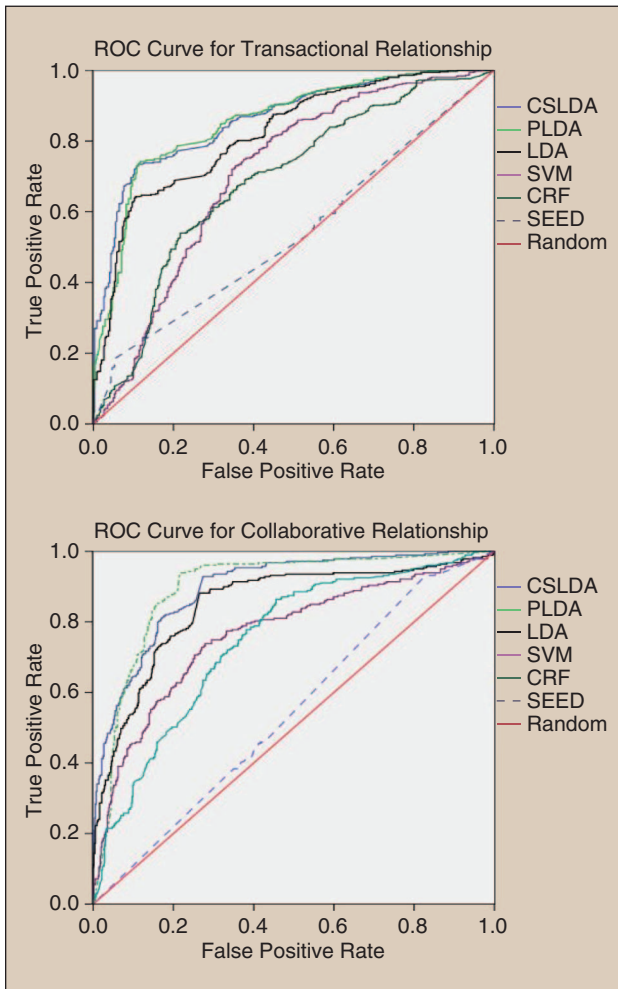 ROC Curve for Transactional Relationship
1.0
0.8
0.6
0.4
0.2
0.0
True Positive Rate
0.0 0.2 0.4 0.6 0.8 1.0
False Positive Rate
CSLDA
PLDA
LDA
SVM
CRF
SEED
Random
ROC Curve for Collaborative Relationship
1.0
0.8
0.6
0.4
0.2
0.0
True Positive Rate
0.0 0.2 0.4 0.6 0.8 1.0
False Positive Rate
CSLDA
PLDA
LDA
SVM
CRF
SEED
Random